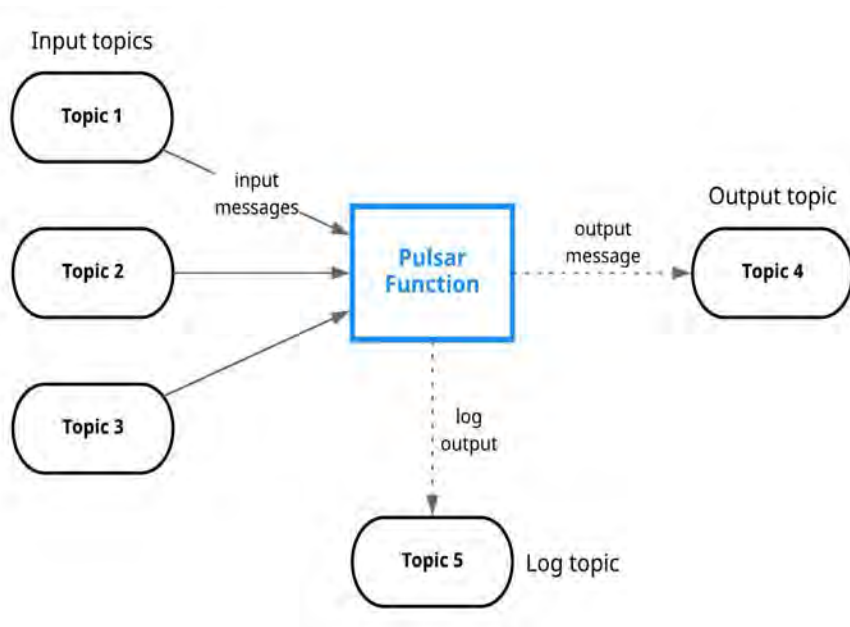 Input topics
Topic 1
input
messages
Output topic
output
message
Pulsar
Function
Topic 2
Topic 4
Topic 3
log
output
Topic 5
Log topic